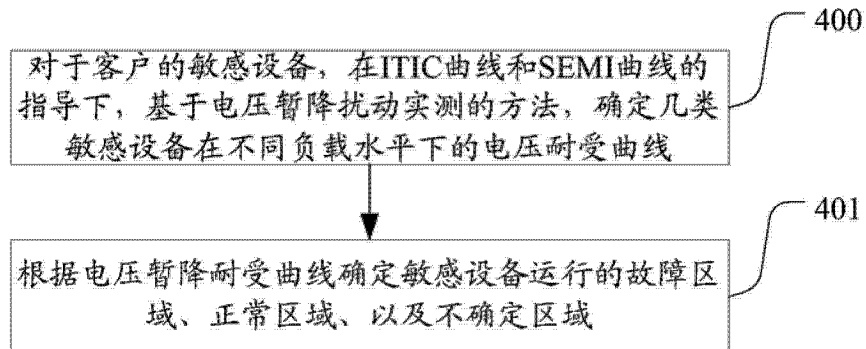 400
对于客户的敏感设备，在ITIC曲线和SEMI曲线的
指导下，基于电压暂降扰动实测的方法，确定几类
敏感设备在不同负载水平下的电压耐受曲线
401
根据电压暂降耐受曲线确定敏感设备运行的故障区
域、正常区域、以及不确定区域